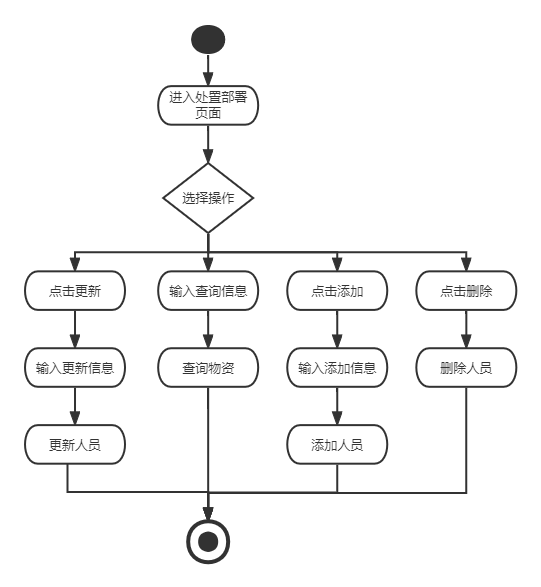 进入处置部署
页面
选择操作
点击更新
输入查询信息
点击添加
点击删除
输入更新信息
查询物资
输入添加信息
删除人员
更新人员
添加人员